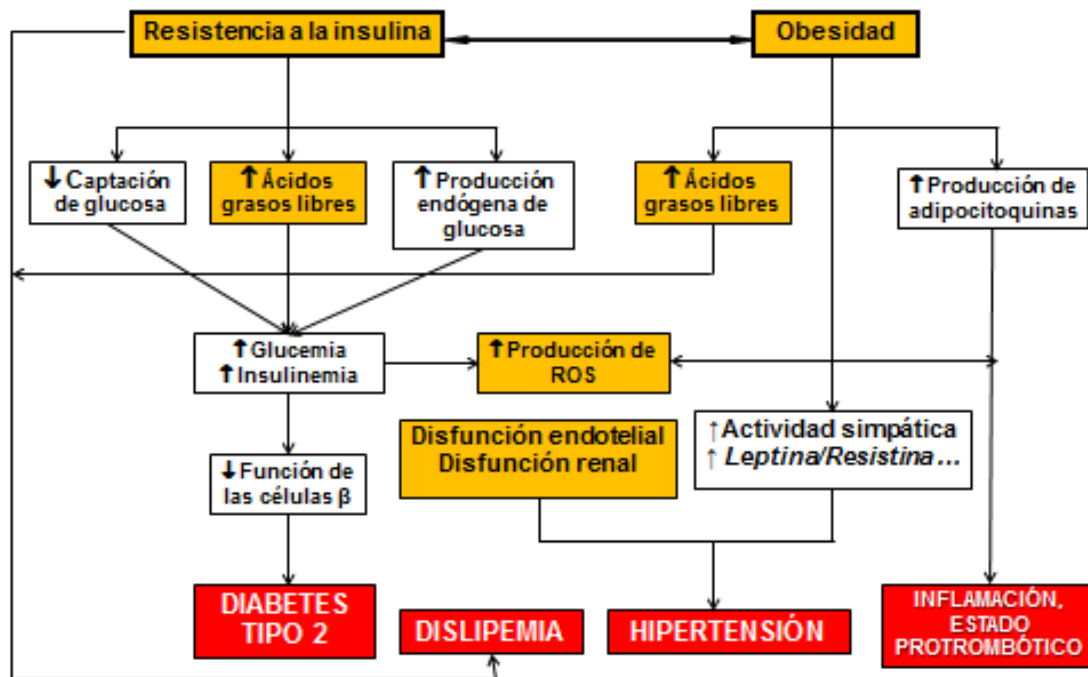 Resistencia a la insulina
Obesidad
↓ Captación
de glucosa
↑ Ácidos
grasos libres
↑ Producción
endógena de
glucosa
↑ Ácidos
grasos libres
↑ Producción de
adipocitoquinas
↑ Glucemia
↑ Insulinemia
↑ Producción de
ROS
Disfunción endotelial
Disfunción renal
↑ Actividad simpática
↑ Leptina/Resistina...
↓ Función de
las células β
DIABETES
TIPO 2
DISLIPEMIA
HIPERTENSIÓN
INFLAMACIÓN,
ESTADO
PROTROMBÓTICO